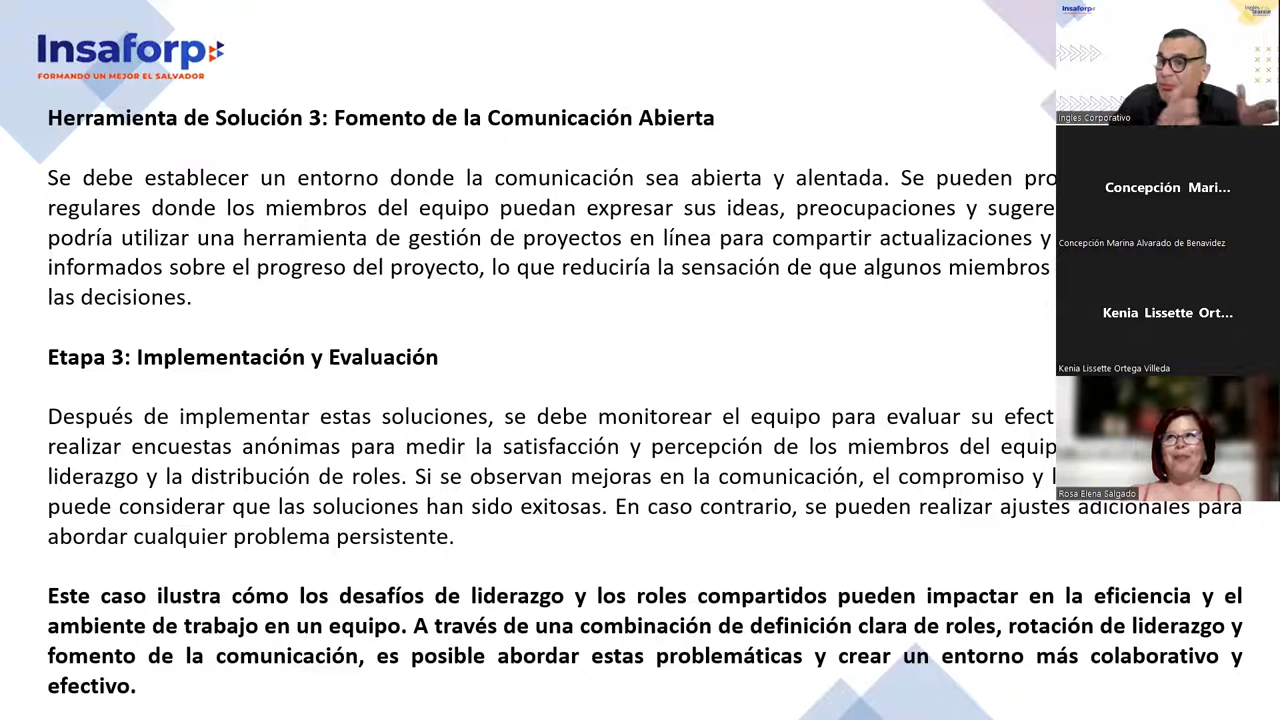 Insaforp
FORMANDO UN MEJOR EL SALVADOR
Herramienta de Solución 3: Fomento de la Comunicación Abierta
Se debe establecer un entorno donde la comunicación sea abierta y alentada. Se pueden pro
regulares donde los miembros del equipo puedan expresar sus ideas, preocupaciones y sugere
podría utilizar una herramienta de gestión de proyectos en línea para compartir actualizaciones y
informados sobre el progreso del proyecto, lo que reduciría la sensación de que algunos miembros
las decisiones.
Etapa 3: Implementación y Evaluación
Después de implementar estas soluciones, se debe monitorear el equipo para evaluar su efect
realizar encuestas anónimas para medir la satisfacción y percepción de los miembros del equip
liderazgo y la distribución de roles. Si se observan mejoras en la comunicación, el compromiso y l
puede considerar que las soluciones han sido exitosas. En caso contrario, se pueden realizar ajustes adicionales para
abordar cualquier problema persistente.
Este caso ilustra cómo los desafíos de liderazgo y los roles compartidos pueden impactar en la eficiencia y el
ambiente de trabajo en un equipo. A través de una combinación de definición clara de roles, rotación de liderazgo y
fomento de la comunicación, es posible abordar estas problemáticas y crear un entorno más colaborativo y
efectivo.
Insaforp
Ingles Corporativo
Concepción Mari...
Concepción Marina Alvarado de Benavidez
Kenia Lissette Ort...
Kenia Lissette Ortega Villeda
Rosa Elena Salgado